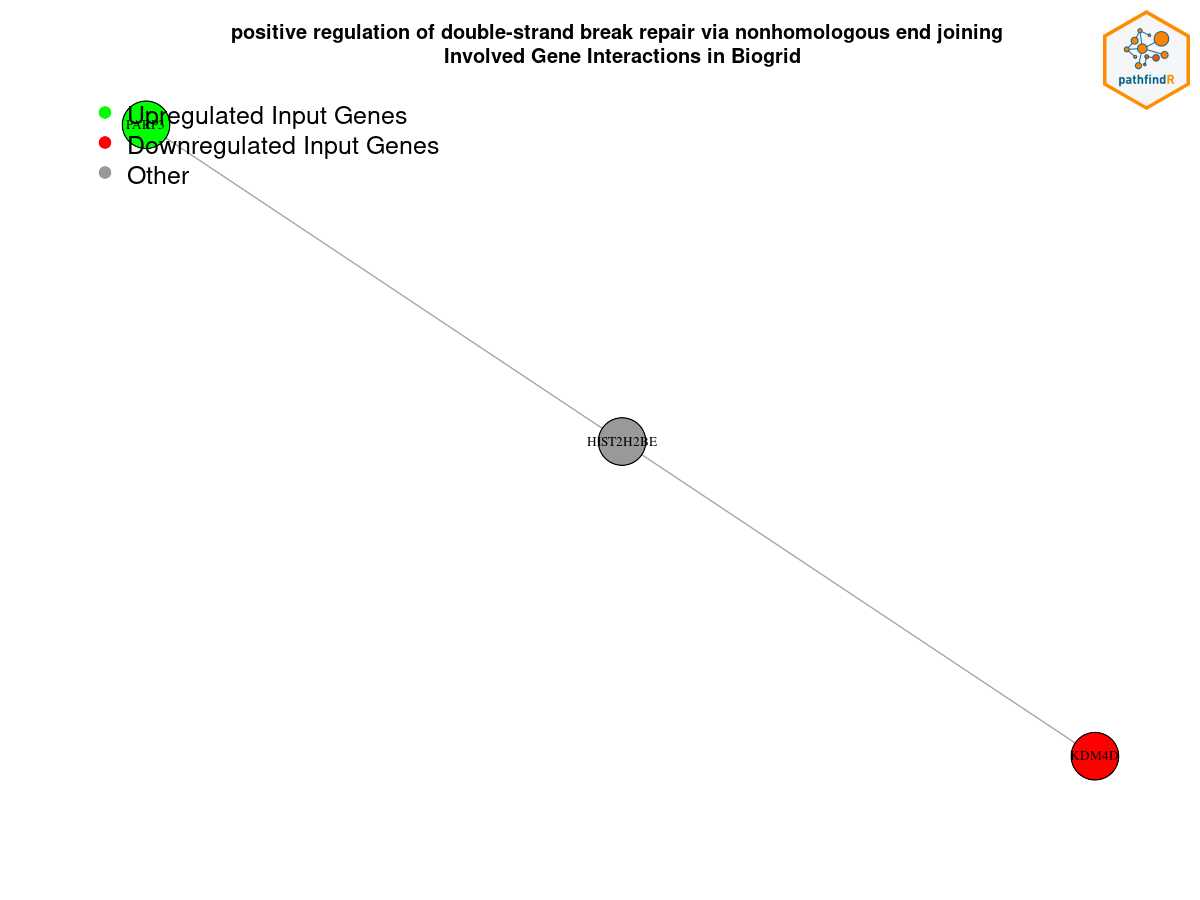 positive regulation of double-strand break repair via nonhomologous end joining
Involved Gene Interactions in Biogrid
pathfindR
Upregulated Input Genes
PARP3
Downregulated Input Genes
Other
HIST2H2BE
KDM4D